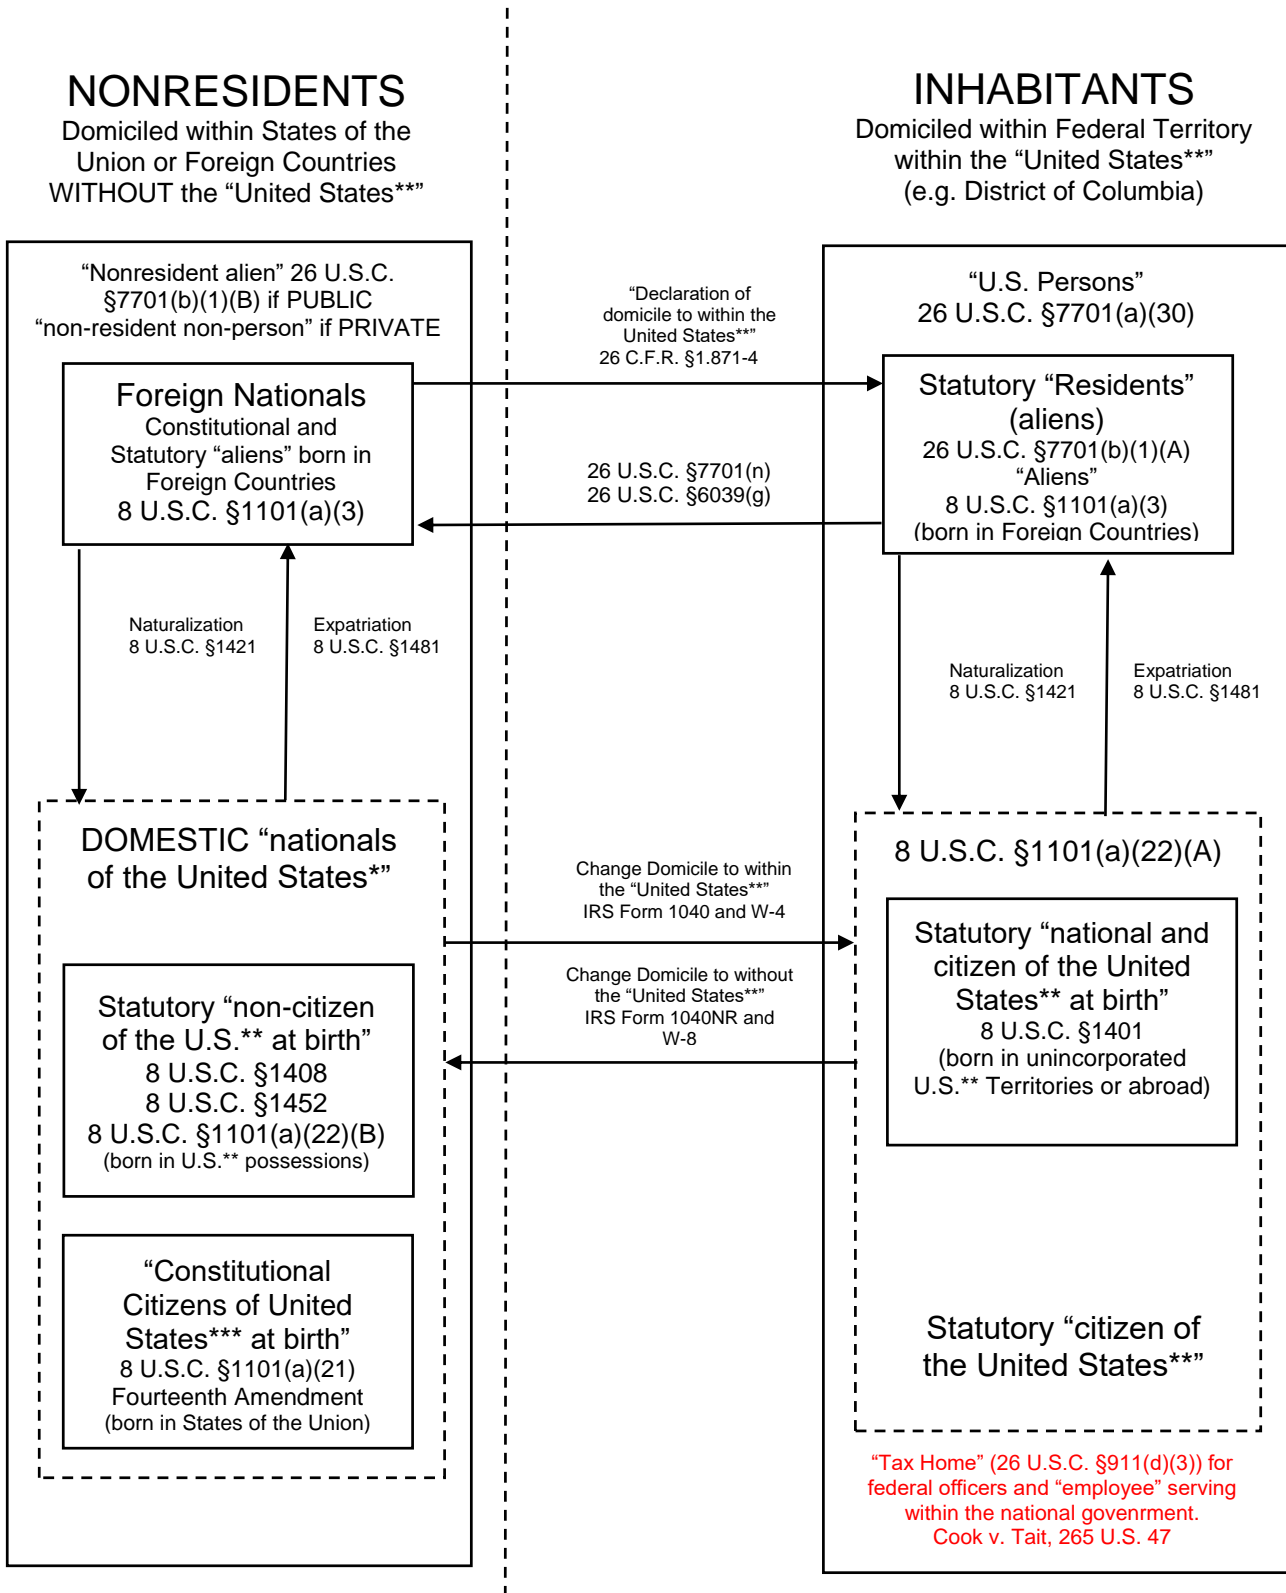 NONRESIDENTS
Domiciled within States of the
Union or Foreign Countries
WITHOUT the “United States**”
INHABITANTS
Domiciled within Federal Territory
within the “United States**”
(e.g. District of Columbia)
“Nonresident alien” 26 U.S.C.
§7701(b)(1)(B) if PUBLIC
“non-resident non-person” if PRIVATE
Foreign Nationals
Constitutional and
Statutory “aliens” born in
Foreign Countries
8 U.S.C. §1101(a)(3)
“Declaration of
domicile to within the
United States**”
26 C.F.R. §1.871-4
26 U.S.C. §7701(n)
26 U.S.C. §6039(g)
“U.S. Persons”
26 U.S.C. §7701(a)(30)
Statutory “Residents”
(aliens)
26 U.S.C. §7701(b)(1)(A)
“Aliens”
8 U.S.C. §1101(a)(3)
(born in Foreign Countries)
Naturalization
8 U.S.C. §1421
Expatriation
8 U.S.C. §1481
Naturalization
8 U.S.C. §1421
Expatriation
8 U.S.C. §1481
DOMESTIC “nationals
of the United States*”
Statutory “non-citizen
of the U.S.** at birth”
8 U.S.C. §1408
8 U.S.C. §1452
8 U.S.C. §1101(a)(22)(B)
(born in U.S.** possessions)
“Constitutional
Citizens of United
States*** at birth”
8 U.S.C. §1101(a)(21)
Fourteenth Amendment
(born in States of the Union)
Change Domicile to within
the “United States**”
IRS Form 1040 and W-4
Change Domicile to without
the “United States**”
IRS Form 1040NR and
W-8
8 U.S.C. §1101(a)(22)(A)
Statutory “national and
citizen of the United
States** at birth”
8 U.S.C. §1401
(born in unincorporated
U.S.** Territories or abroad)
Statutory “citizen of
the United States**”
“Tax Home” (26 U.S.C. §911(d)(3)) for
federal officers and “employee” serving
within the national govenrment.
Cook v. Tait, 265 U.S. 47